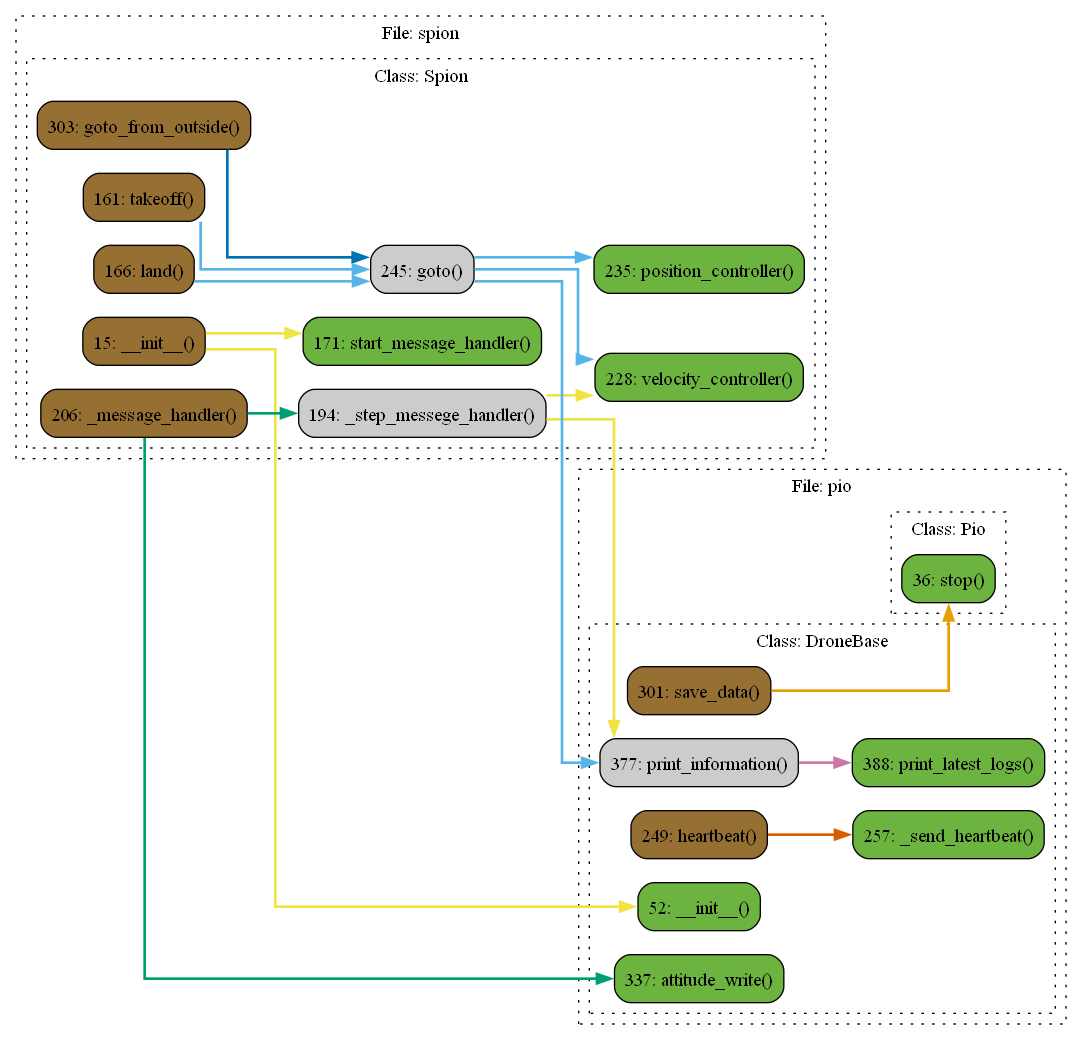 File: spion
Class: Spion
303: goto_from_outside()
161: takeoff()
166: land()
245: goto()
235: position_controller()
15: __init__()
171: start_message_handler()
228: velocity_controller()
206: _message_handler()
194: _step_messege_handler()
File: pio
Class: Pio
36: stop()
Class: DroneBase
301: save_data()
377: print_information()
388: print_latest_logs()
249: heartbeat()
257: _send_heartbeat()
52: __init__()
337: attitude_write()